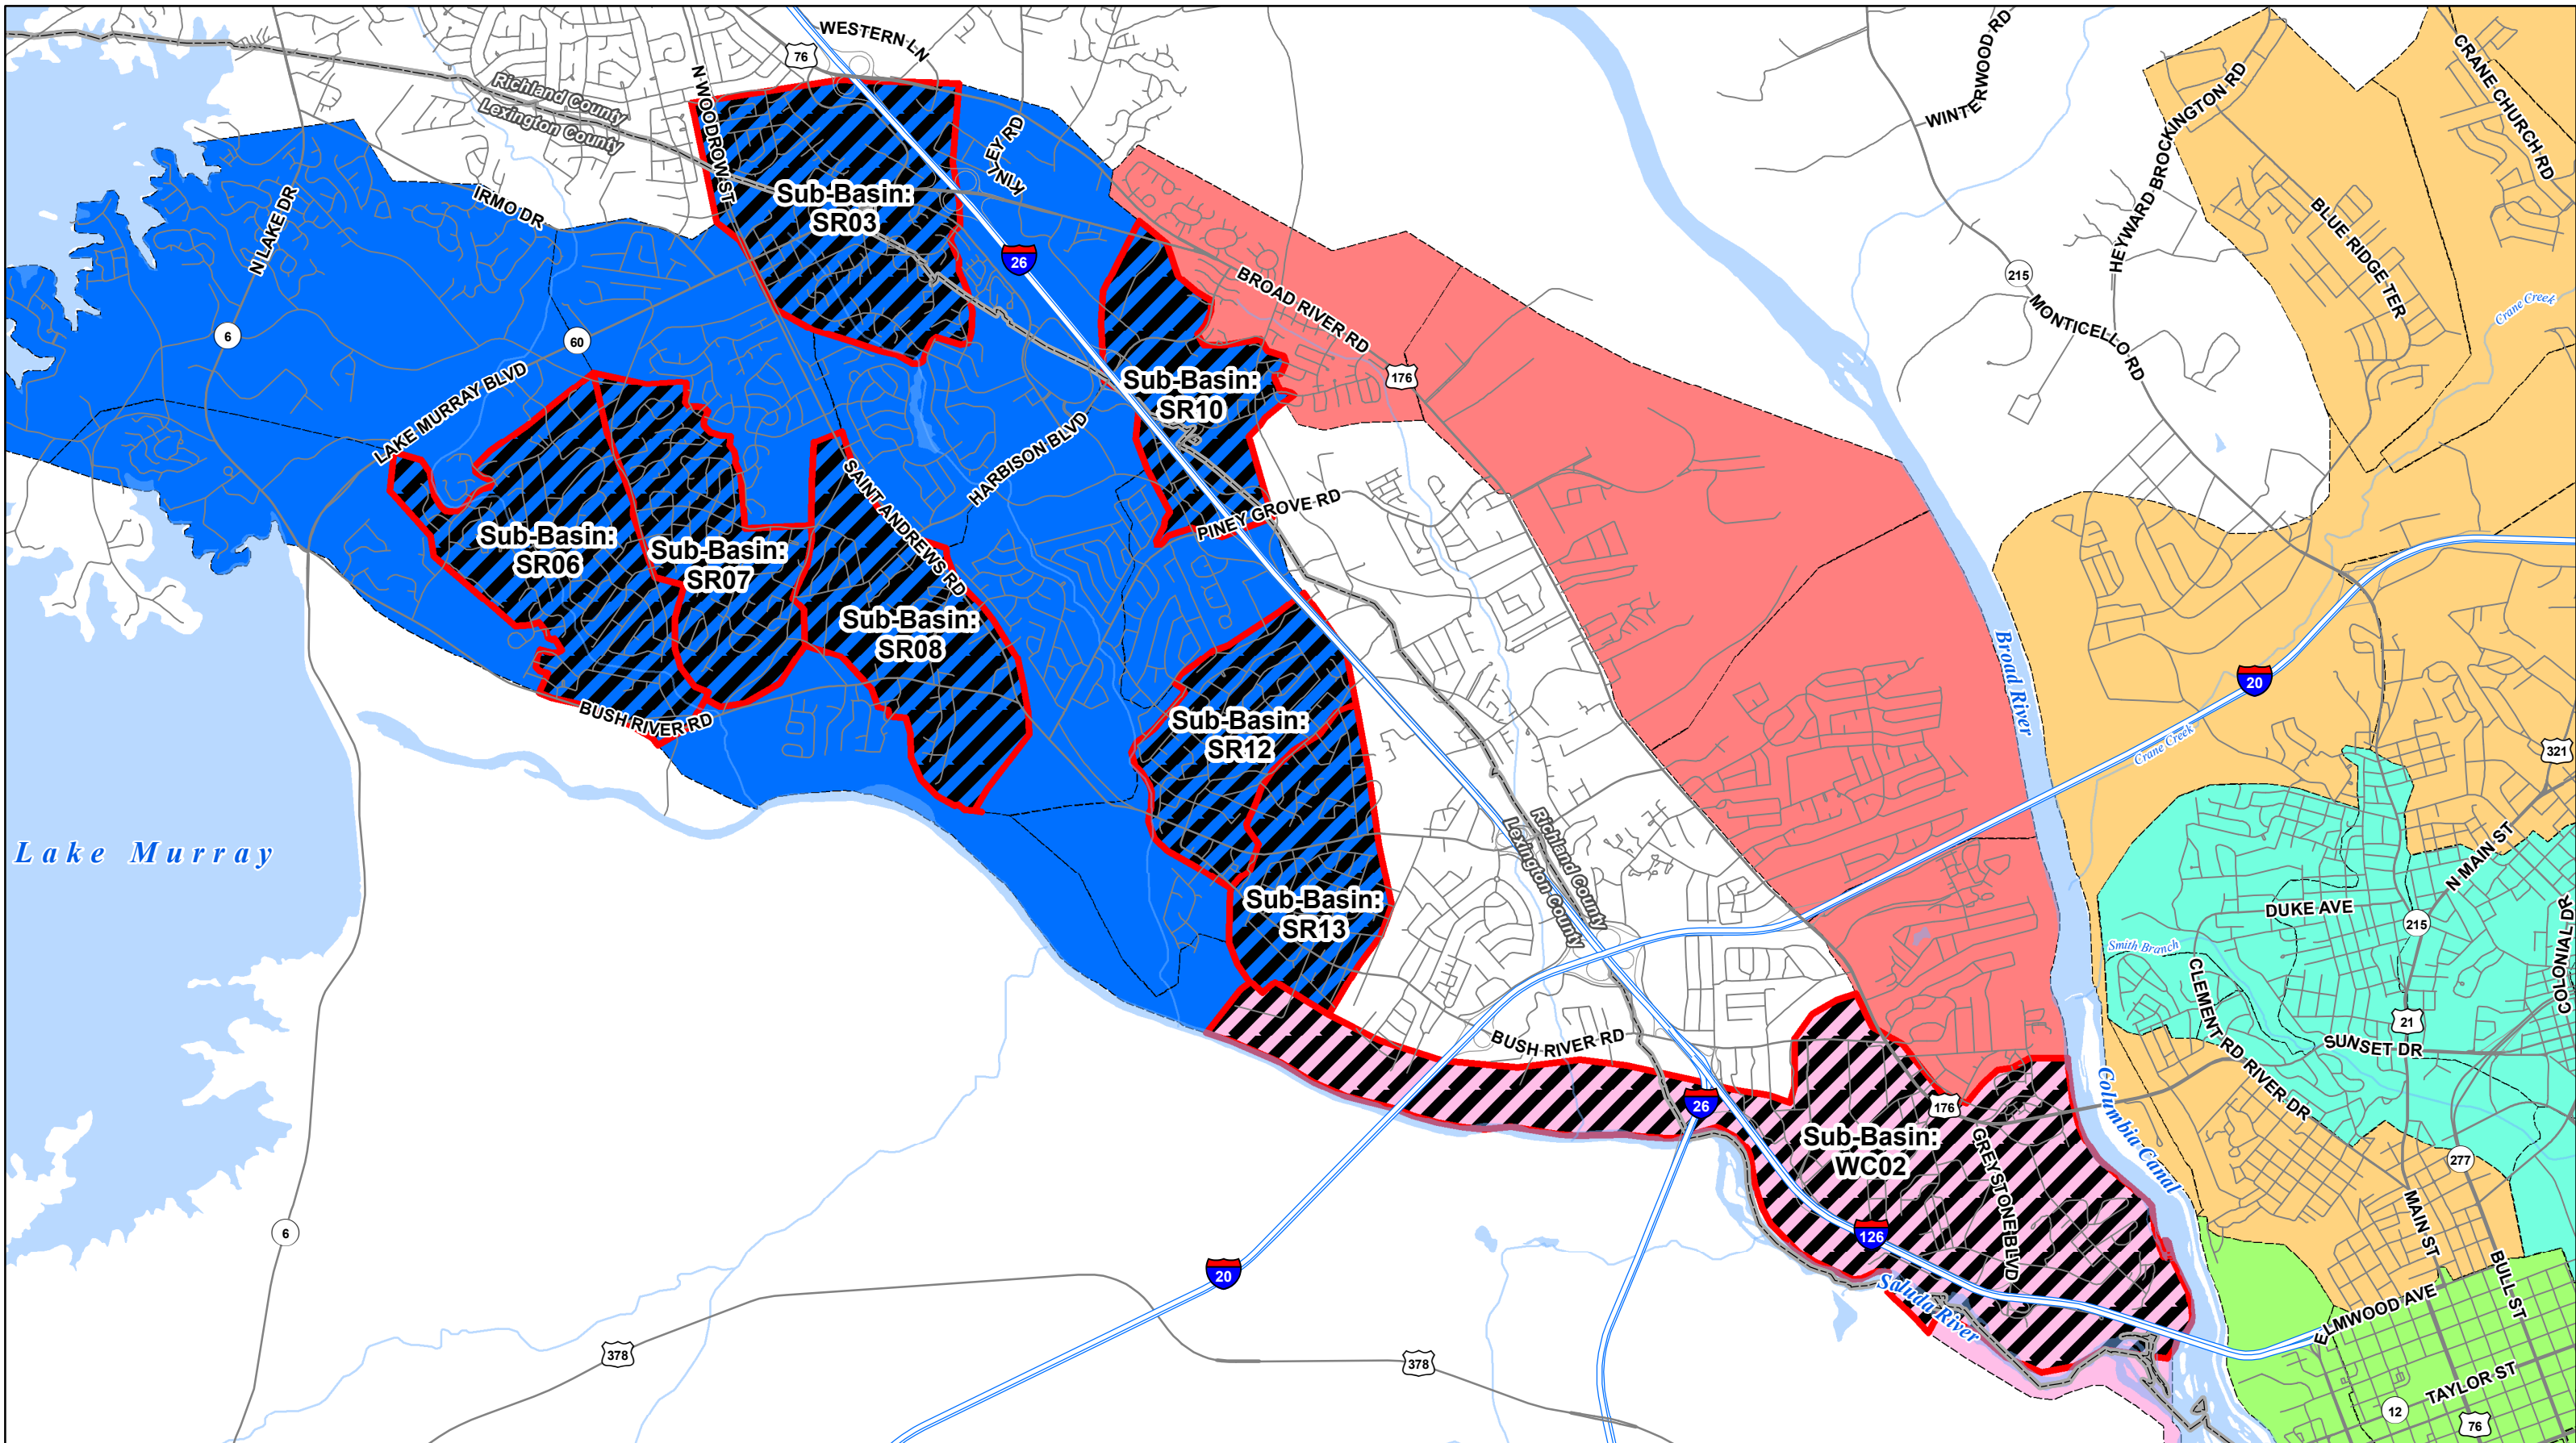 WESTERN LN
76
N WOODROW ST
Richland County
Lexington County
KINLEY RD
WINTERWOOD RD
HEYWARD BROCKINGTON RD
CRANE CHURCH RD
BLUE RIDGE TER
Sub-Basin:
SR03
N LAKE DR
IRMO DR
26
215
MONTICELLO RD
Crane Creek
BROAD RIVER RD
6
60
176
LAKE MURRAY BLVD
Sub-Basin:
SR10
HARBISON BLVD
SAINT ANDREWS RD
PINEY GROVE RD
Sub-Basin:
SR06
Sub-Basin:
SR07
Sub-Basin:
SR08
Broad River
20
Crane Creek
321
BUSH RIVER RD
Sub-Basin:
SR12
Lake Murray
Richland County
Lexington County
N MAIN ST
DUKE AVE
215
COLONIAL DR
Sub-Basin:
SR13
Smith Branch
CLEMENT RD
21
SUNSET DR
BUSH RIVER RD
RIVER DR
Columbia Canal
26
176
Sub-Basin:
WC02
GREYSTONE BLVD
277
MAIN ST
BULL ST
6
126
20
Saluda River
ELMWOOD AVE
378
378
TAYLOR ST
12
76